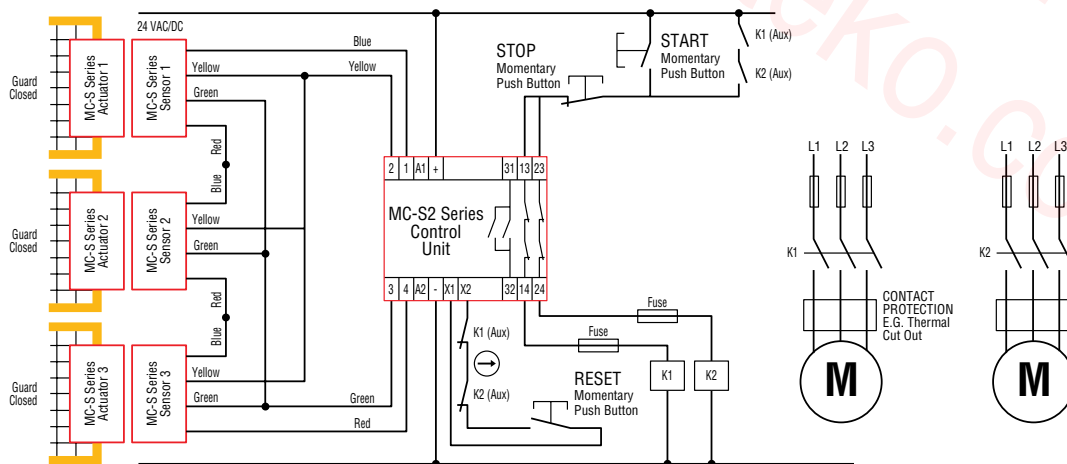 24 VAC/DC
Guard
Closed
MC-S Series
Actuator 1
MC-S Series
Sensor 1
Blue
Yellow
Yellow
Green
Red
Blue
Guard
Closed
MC-S Series
Actuator 2
MC-S Series
Sensor 2
Yellow
Green
Red
Blue
Guard
Closed
MC-S Series
Actuator 3
MC-S Series
Sensor 3
Yellow
Green
Green
Red
STOP
Momentary
Push Button
START
Momentary
Push Button
K1 (Aux)
K2 (Aux)
2 1 A1 + 31 13 23
MC-S2 Series
Control
Unit
3 4 A2 - X1 X2 32 14 24
K1 (Aux)
K2 (Aux)
Fuse
Fuse
RESET
Momentary
Push Button
K1
K2
L1 L2 L3
K1
CONTACT
PROTECTION
E.G. Thermal
Cut Out
M
L1 L2 L3
K2
M
eko.co